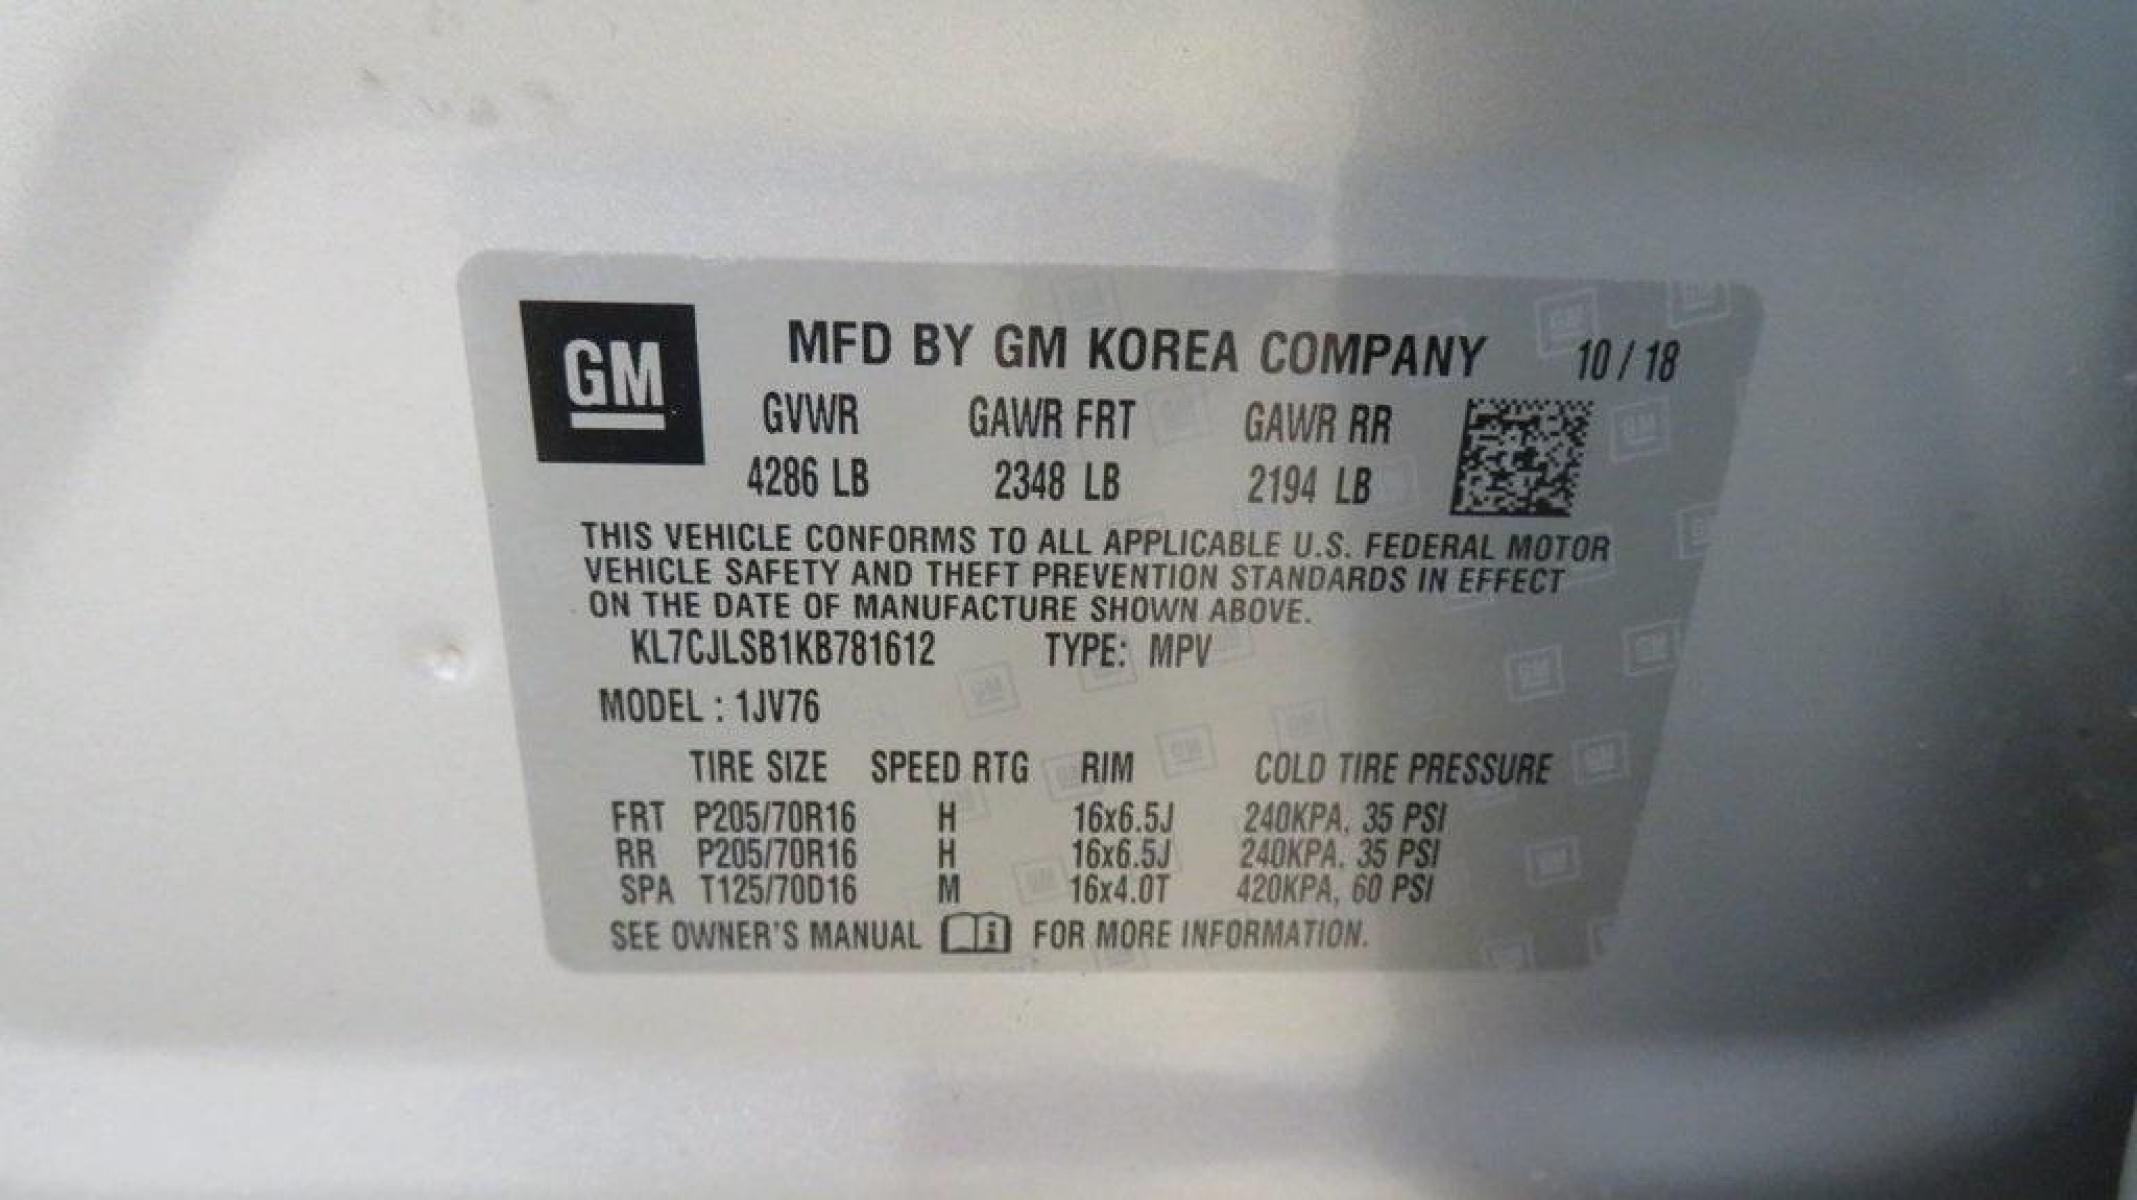 GM
MFD BY GM KOREA COMPANY 10 / 18
GVWR GAWR FRT GAWR RR
4286 LB 2348 LB 2194 LB
THIS VEHICLE CONFORMS TO ALL APPLICABLE U.S. FEDERAL MOTOR
VEHICLE SAFETY AND THEFT PREVENTION STANDARDS IN EFFECT
ON THE DATE OF MANUFACTURE SHOWN ABOVE.
KL7CJLSB1KB781612 TYPE: MPV
MODEL : 1JV76
TIRE SIZE SPEED RTG RIM COLD TIRE PRESSURE
FRT P205/70R16 H 16x6.5J 240KPA, 35 PSI
RR P205/70R16 H 16x6.5J 240KPA, 35 PSI
SPA T125/70D16 M 16x4.0T 420KPA, 60 PSI
SEE OWNER'S MANUAL i FOR MORE INFORMATION.